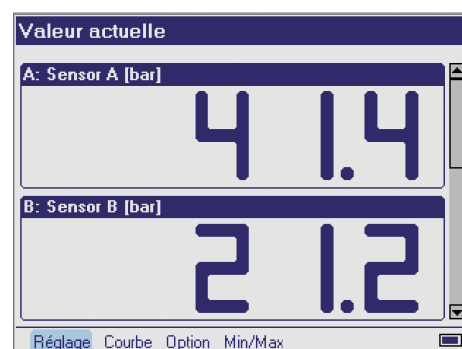 Valeur actuelle
A: Sensor A [bar]
41.4
B: Sensor B [bar]
21.2
Réglage Courbe Option Min/Max